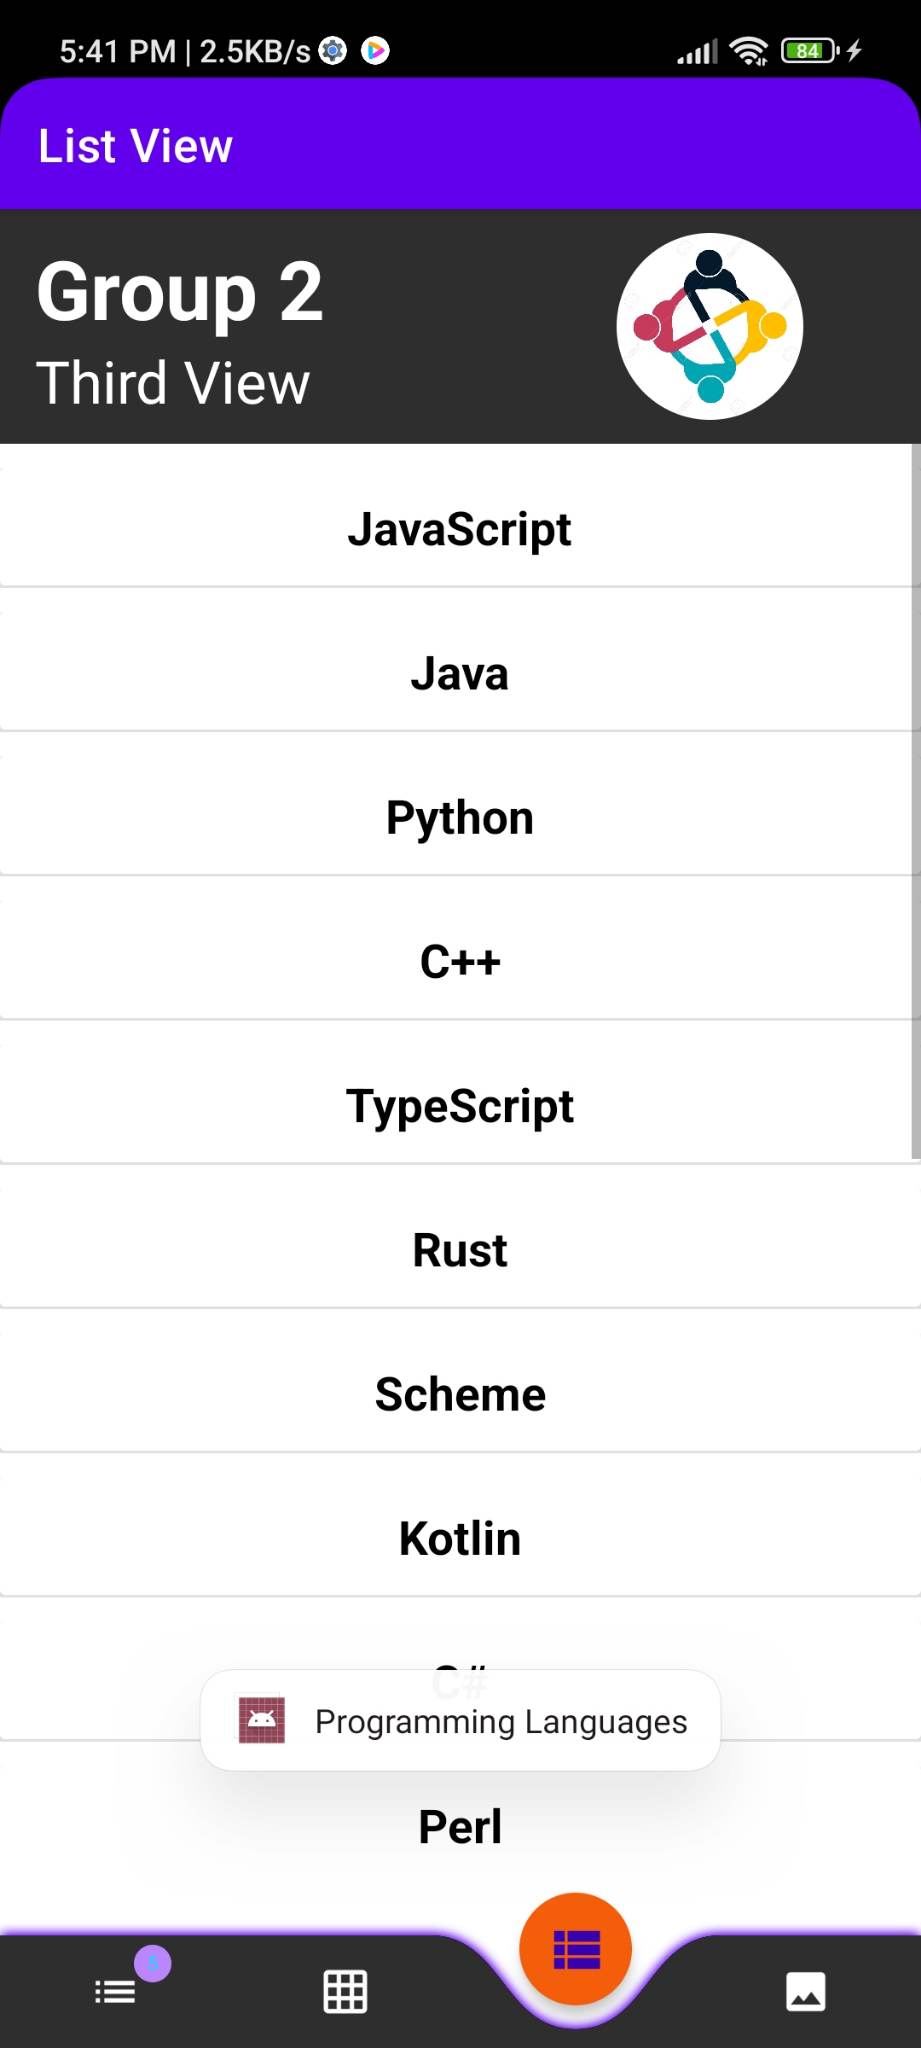 5:41 PM | 2.5KB/s
84
List View
Group 2
Third View
JavaScript
Java
Python
C++
TypeScript
Rust
Scheme
Kotlin
C#
Programming Languages
Perl
5